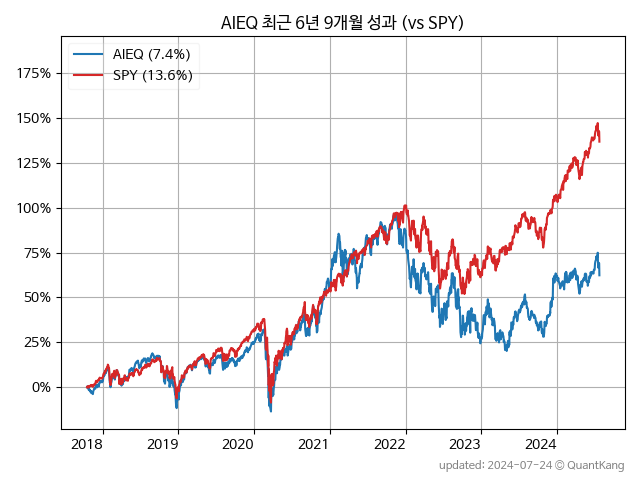 AIEQ 최근 6년 9개월 성과 (vs SPY)
AIEQ (7.4%)
SPY (13.6%)
175%
150%
125%
100%
75%
50%
25%
0%
2018 2019 2020 2021 2022 2023 2024
updated: 2024-07-24 © QuantKang